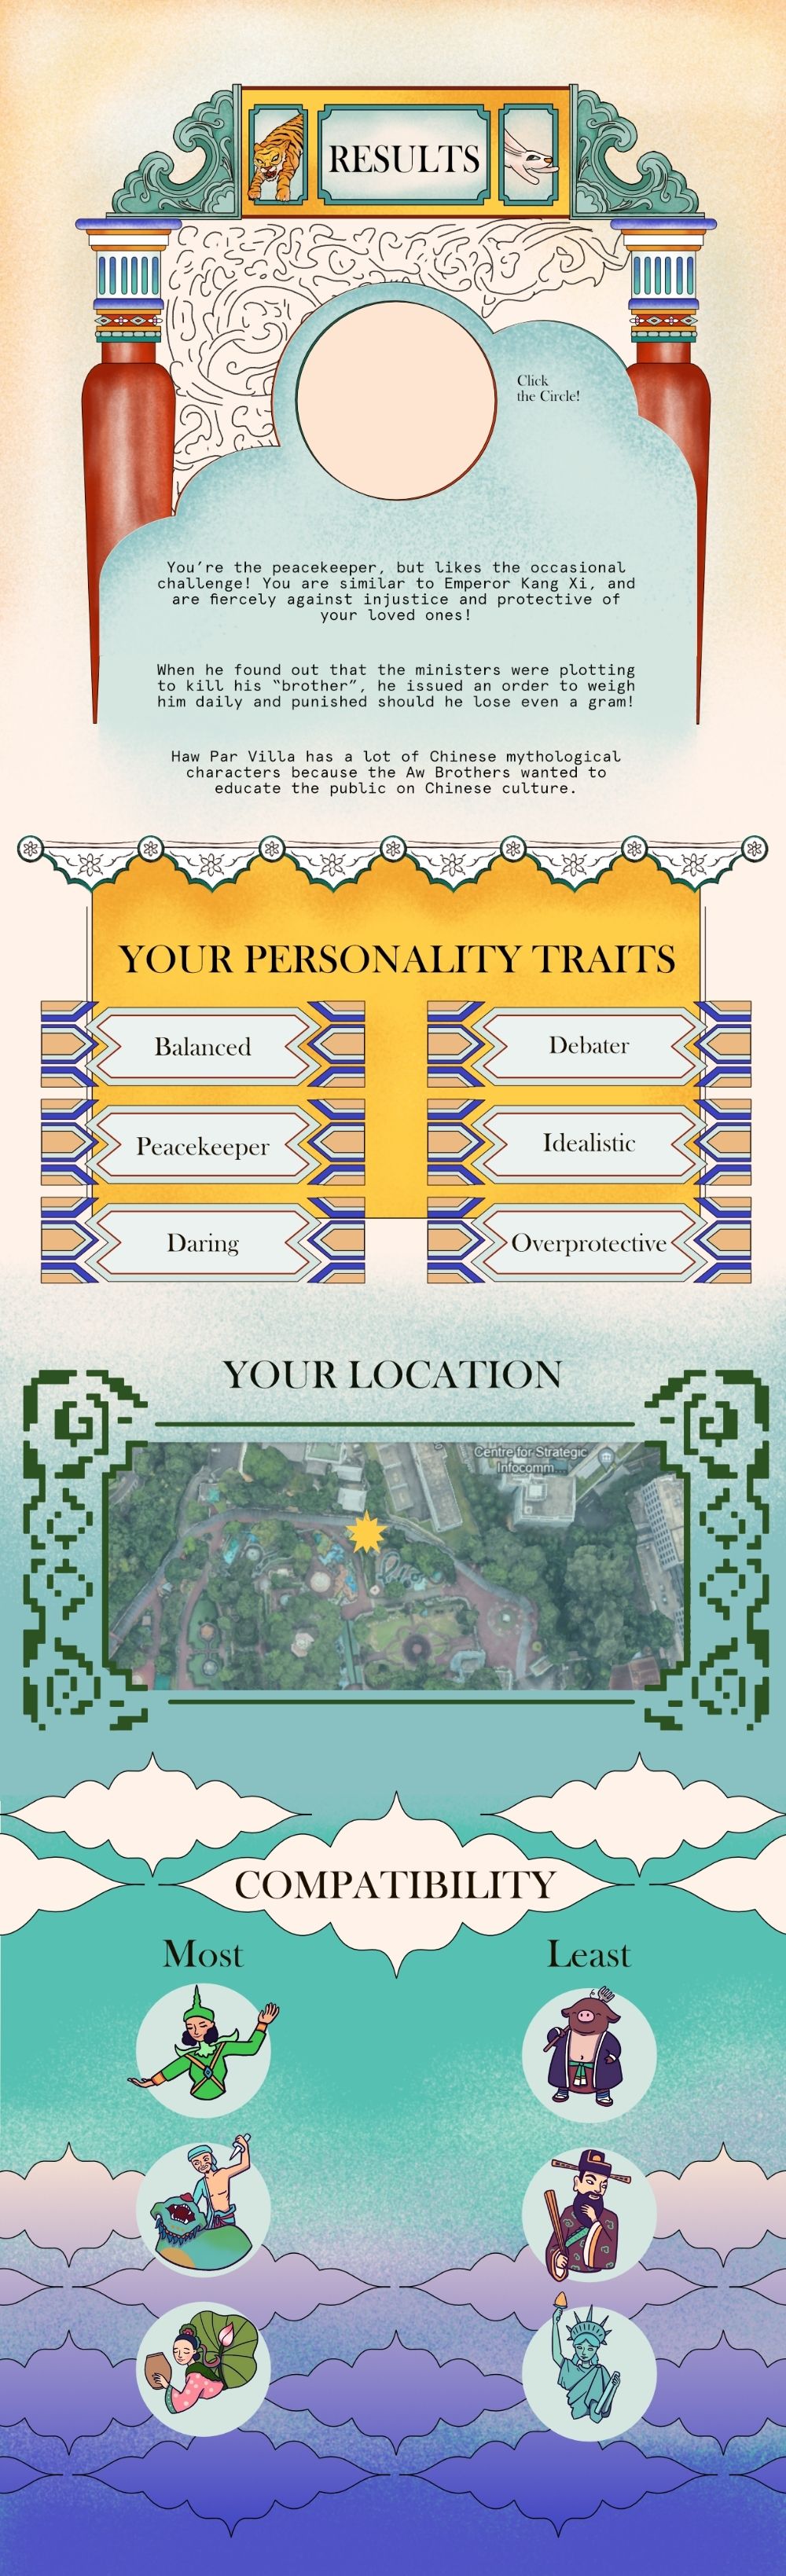 RESULTS
Click
the Circle!
You’re the peacekeeper, but likes the occasional
challenge! You are similar to Emperor Kang Xi, and
are fiercely against injustice and protective of
your loved ones!
When he found out that the ministers were plotting
to kill his “brother”, he issued an order to weigh
him daily and punished should he lose even a gram!
Haw Par Villa has a lot of Chinese mythological
characters because the Aw Brothers wanted to
educate the public on Chinese culture.
YOUR PERSONALITY TRAITS
Balanced
Debater
Peacekeeper
Idealistic
Daring
Overprotective
YOUR LOCATION
Centre for Strategic
Infocomm...
COMPATIBILITY
Most
Least